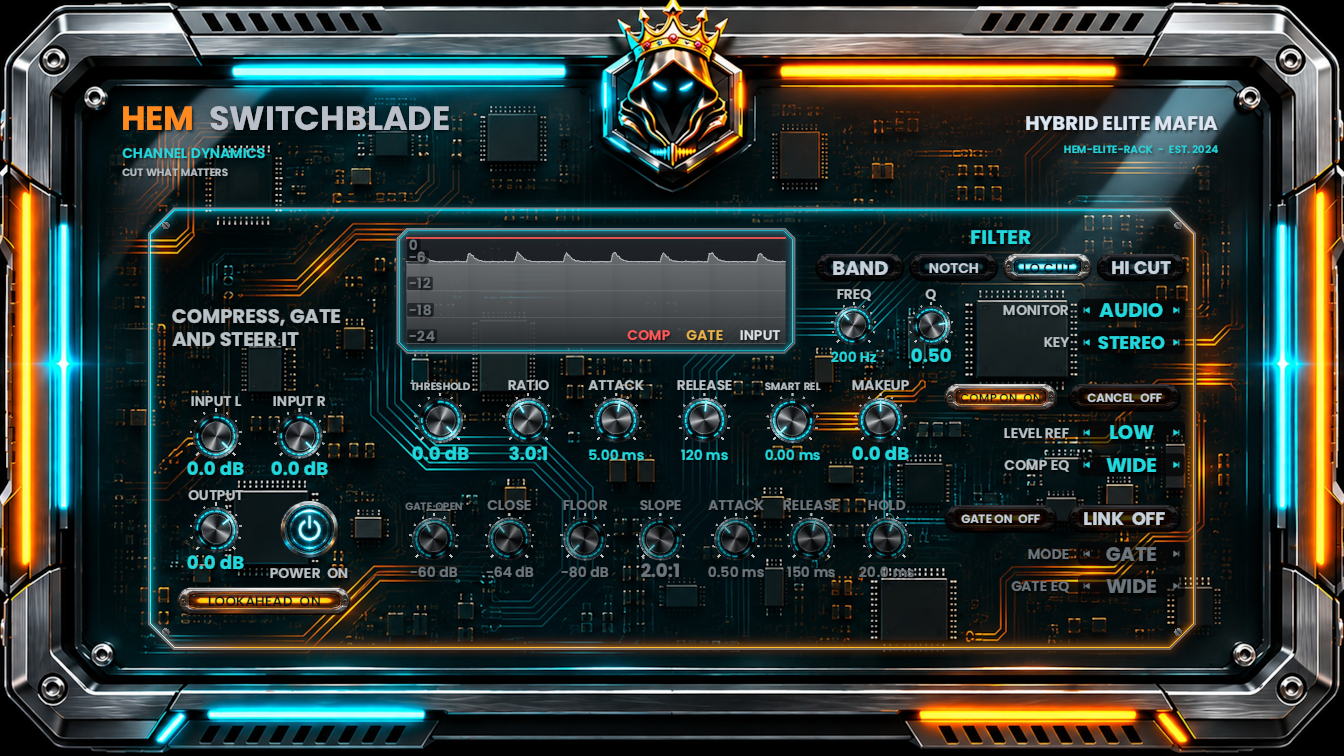 HEM SWITCHBLADE
CHANNEL DYNAMICS
CUT WHAT MATTERS
HYBRID ELITE MAFIA
HEM-ELITE-RACK - EST. 2024
COMPRESS, GATE
AND STEER IT
0
-6
-12
-18
-24
COMP GATE INPUT
FILTER
BAND NOTCH LO CUT HI CUT
FREQ Q
200 Hz 0.50
MONITOR AUDIO
KEY STEREO
INPUT L INPUT R
0.0 dB 0.0 dB
OUTPUT
0.0 dB
POWER ON
LOOKAHEAD ON
THRESHOLD RATIO ATTACK RELEASE SMART REL MAKEUP
0.0 dB 3.0:1 5.00 ms 120 ms 0.00 ms 0.0 dB
COMP ON ON CANCEL OFF
LEVEL REF LOW
COMP EQ WIDE
GATE OPEN CLOSE FLOOR SLOPE ATTACK RELEASE HOLD
-60 dB -64 dB -80 dB 2.0:1 0.50 ms 150 ms 20.0 ms
GATE ON OFF LINK OFF
MODE GATE
GATE EQ WIDE